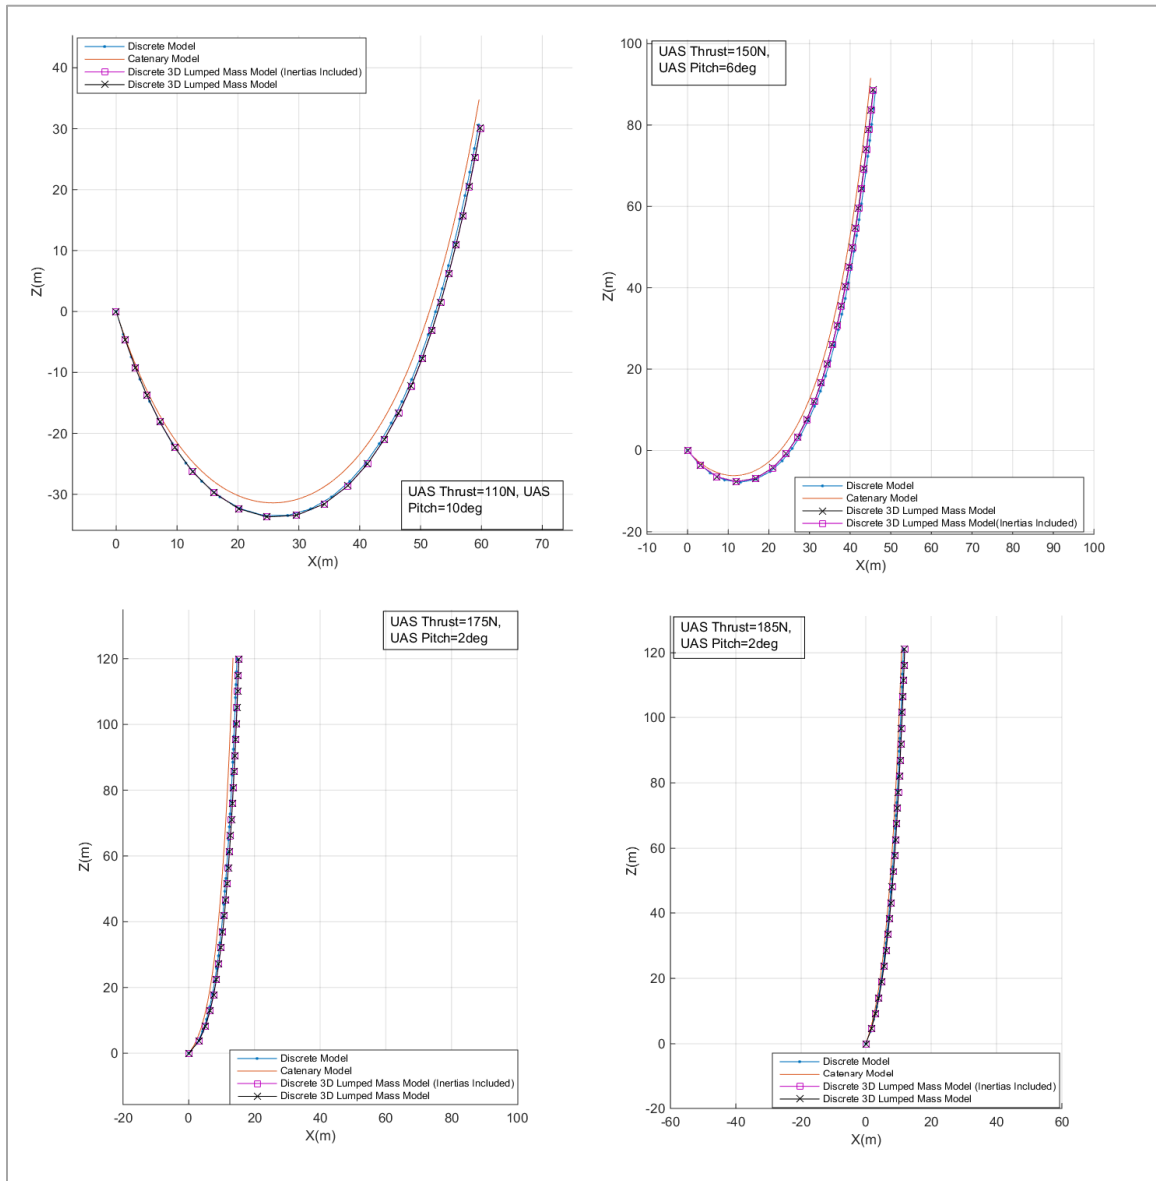 Discrete Model
Catenary Model
Discrete 3D Lumped Mass Model (Inertias Included)
Discrete 3D Lumped Mass Model
40
30
20
10
0
-10
-20
-30
Z(m)
0
10
20
30
40
50
60
70
X(m)
UAS Thrust=110N, UAS
Pitch=10deg
UAS Thrust=150N,
UAS Pitch=6deg
100
80
60
40
20
0
-20
Z(m)
-10
0
10
20
30
40
50
60
70
80
90
100
X(m)
Discrete Model
Catenary Model
Discrete 3D Lumped Mass Model
Discrete 3D Lumped Mass Model(Inertias Included)
UAS Thrust=175N,
UAS Pitch=2deg
120
100
80
60
40
20
0
Z(m)
-20
0
20
40
60
80
100
X(m)
Discrete Model
Catenary Model
Discrete 3D Lumped Mass Model (Inertias Included)
Discrete 3D Lumped Mass Model
UAS Thrust=185N,
UAS Pitch=2deg
120
100
80
60
40
20
0
-20
Z(m)
-60
-40
-20
0
20
40
60
X(m)
Discrete Model
Catenary Model
Discrete 3D Lumped Mass Model (Inertias Included)
Discrete 3D Lumped Mass Model